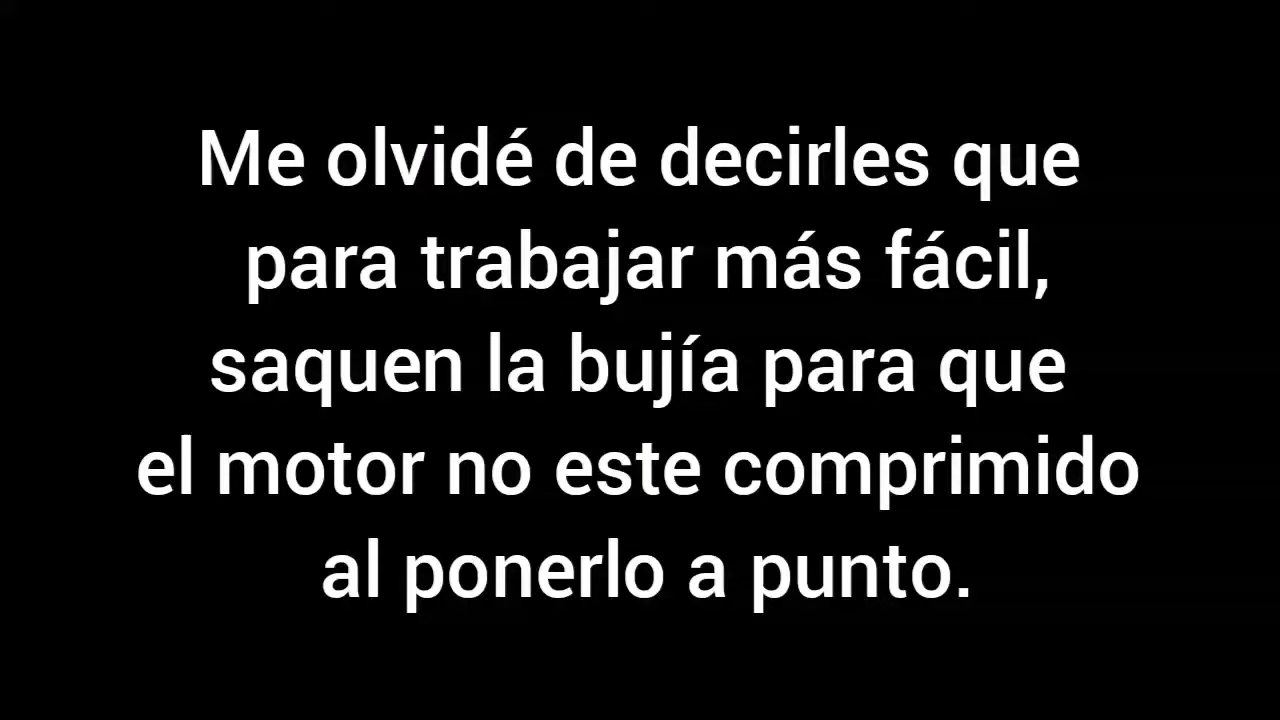 Me olvidé de decirles que
para trabajar más fácil,
saquen la bujía para que
el motor no este comprimido
al ponerlo a punto.